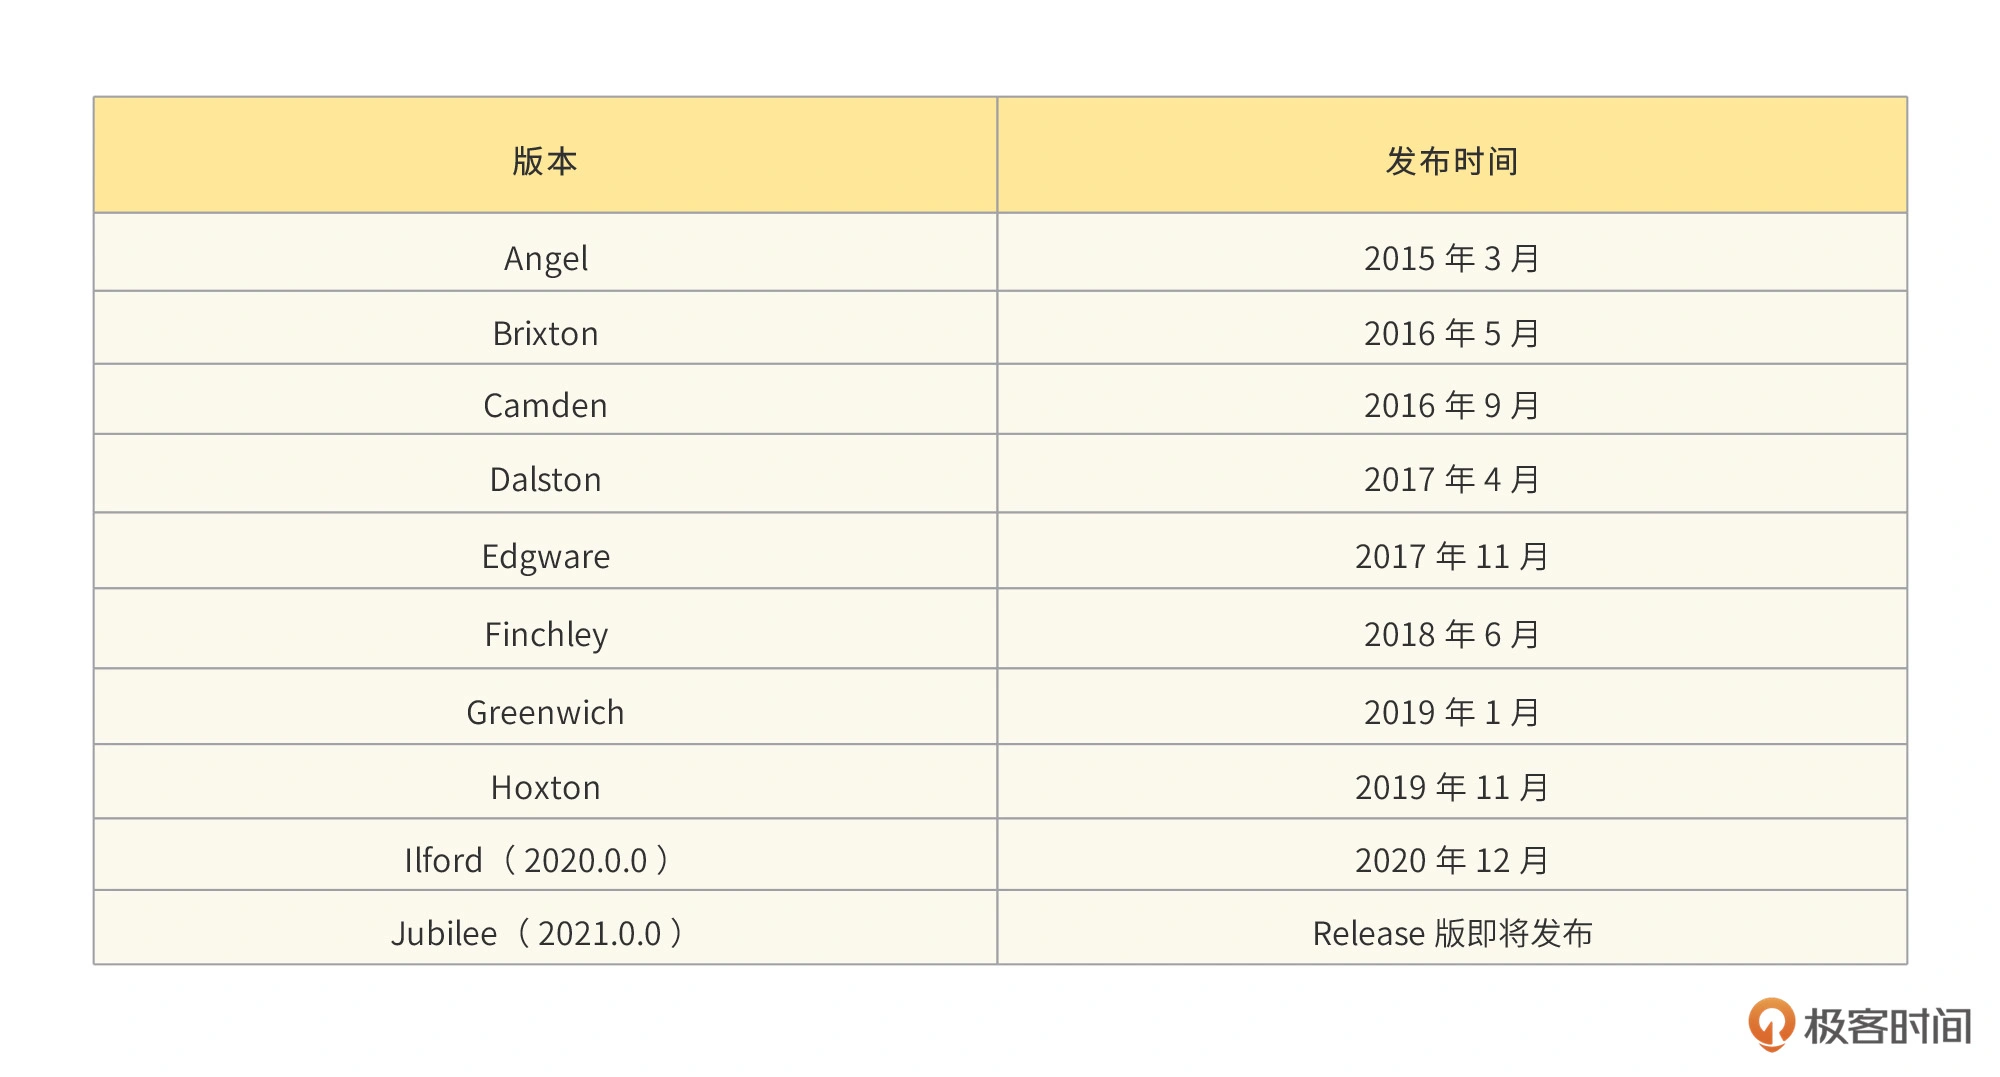 版本 发布时间
Angel 2015 年 3 月
Brixton 2016 年 5 月
Camden 2016 年 9 月
Dalston 2017 年 4 月
Edgware 2017 年 11 月
Finchley 2018 年 6 月
Greenwich 2019 年 1 月
Hoxton 2019 年 11 月
Ilford（ 2020.0.0 ） 2020 年 12 月
Jubilee（ 2021.0.0 ） Release 版即将发布
极客时间